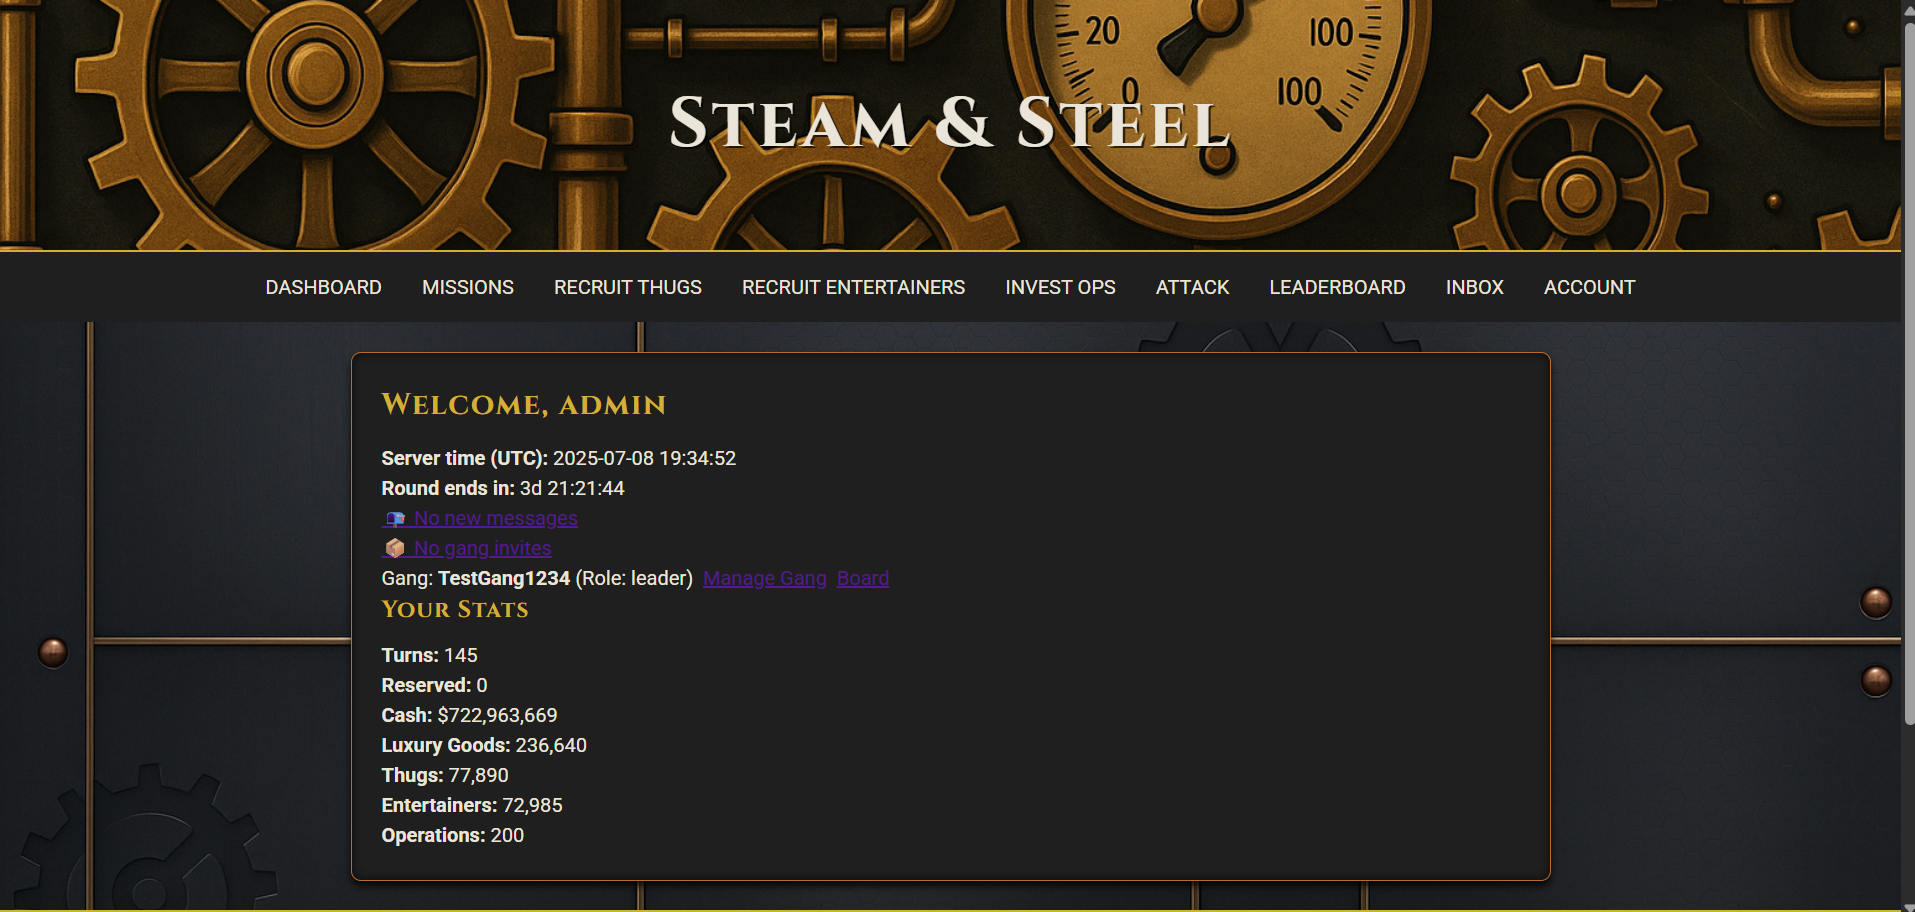 20
100
0
100
Steam & Steel
DASHBOARD MISSIONS RECRUIT THUGS RECRUIT ENTERTAINERS INVEST OPS ATTACK LEADERBOARD INBOX ACCOUNT
Welcome, admin
Server time (UTC): 2025-07-08 19:34:52
Round ends in: 3d 21:21:44
📭 No new messages
📦 No gang invites
Gang: TestGang1234 (Role: leader) Manage Gang Board
Your Stats
Turns: 145
Reserved: 0
Cash: $722,963,669
Luxury Goods: 236,640
Thugs: 77,890
Entertainers: 72,985
Operations: 200